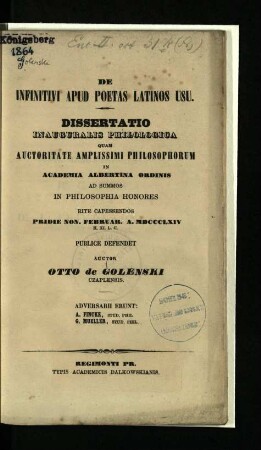 Königsberg
1864
Golenski
DE
INFINITIVI APUD POETAS LATINOS USU.
DISSERTATIO
INAUGURALIS PHILOLOGICA
QUAM
AUCTORITATE AMPLISSIMI PHILOSOPHORUM
IN
ACADEMIA ALBERTINA ORDINIS
AD SUMMOS
IN PHILOSOPHIA HONORES
RITE CAPESSENDOS
PRIDIE NON. FEBRUAR. A. MDCCCLXIV
H. XI. L. C.
PUBLICE DEFENDET
AUCTOR
OTTO de GOLENSKI
CZAPLENSIS.
ADVERSARII ERUNT:
A. FINCKE, STUD. PHIL.
G. MUELLER, STUD. PHIL.
REGIMONTI PR.
TYPIS ACADEMICIS DALKOWSKIANIS.